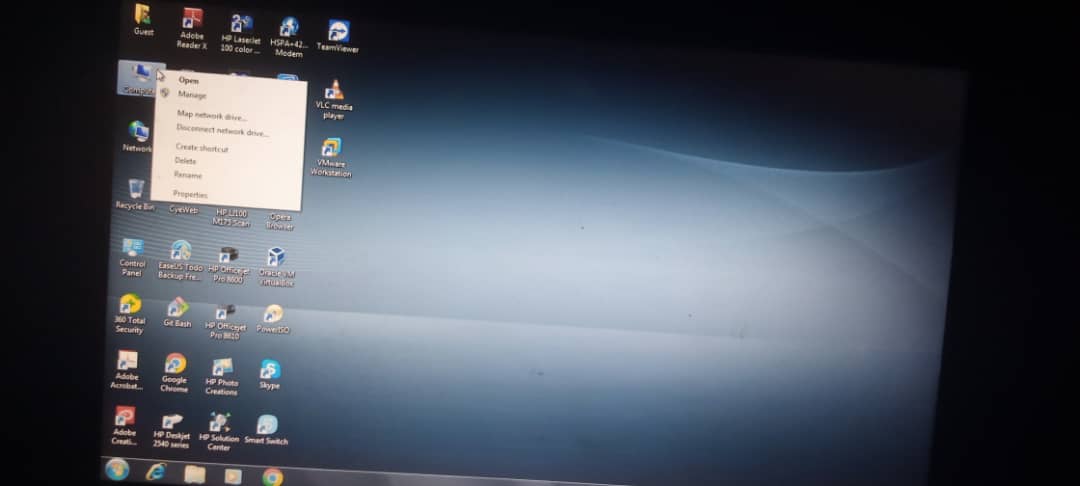 Guest
Adobe
Reader X
HP LaserJet
100 color ...
HSPA+42...
Modem
TeamViewer
Comput
Open
Manage
Map network drive...
Disconnect network drive...
Create shortcut
Delete
Rename
Properties
VLC media
player
Network
VMware
Workstation
Recycle Bin
CyeWeb
HP LJ100
M175 Scan
Opera
Browser
Control
Panel
EaseUS Todo
Backup Fre...
HP Officejet
Pro 8600
Oracle VM
VirtualBox
360 Total
Security
Git Bash
HP Officejet
Pro 8610
PowerISO
Adobe
Acrobat...
Google
Chrome
HP Photo
Creations
Skype
Adobe
Creati...
HP Deskjet
2540 series
HP Solution
Center
Smart Switch